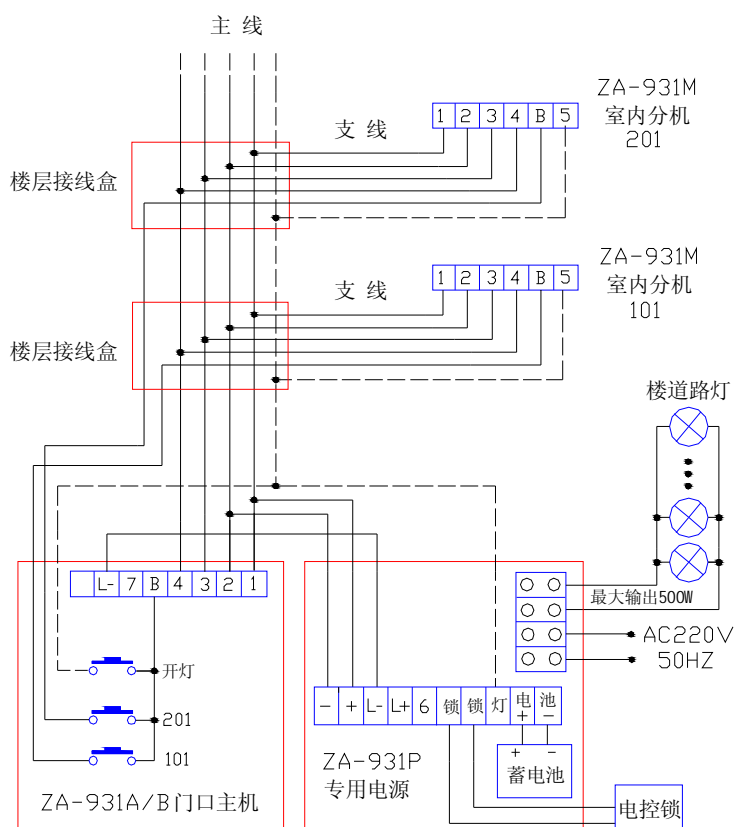 主 线
ZA-931M
室内分机
201
支 线
1 2 3 4 B 5
楼层接线盒
ZA-931M
室内分机
101
支 线
1 2 3 4 B 5
楼层接线盒
楼道路灯
L- 7 B 4 3 2 1
最大输出500W
AC220V
50HZ
开灯
201
101
ZA-931A/B门口主机
- + L- L+ 6 锁 锁 灯 电+ 池-
+ -
蓄电池
ZA-931P
专用电源
电控锁